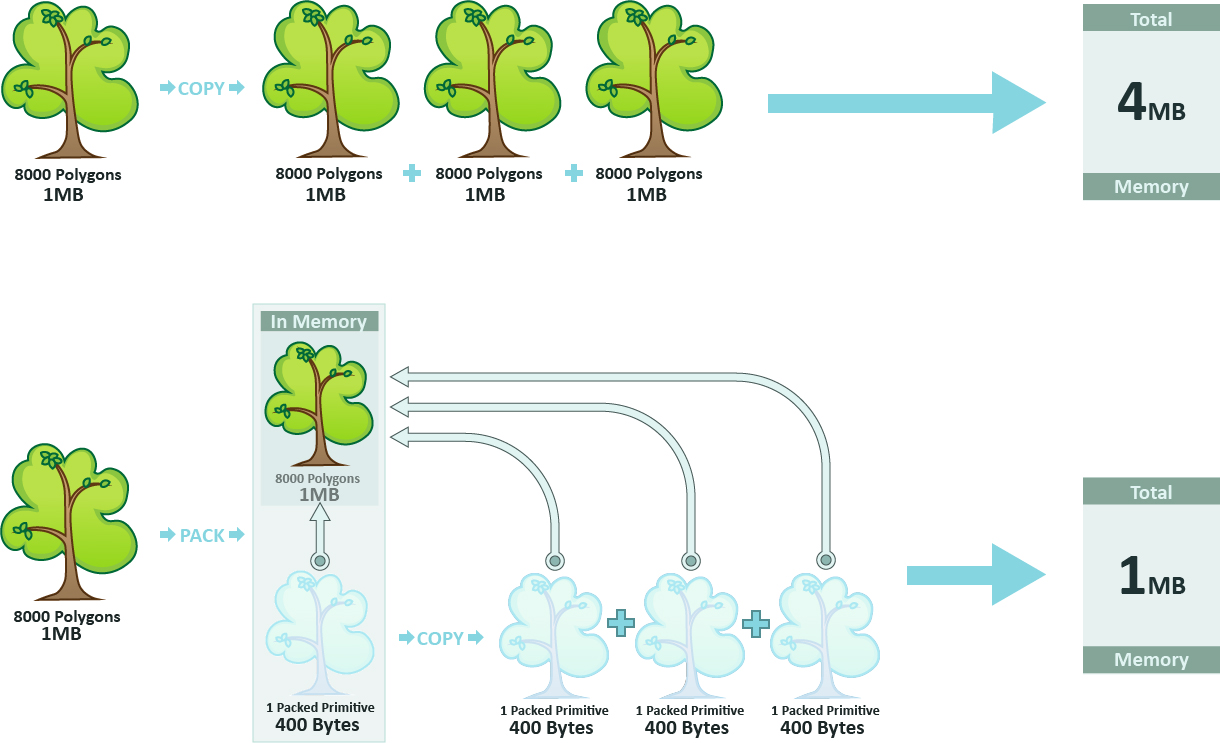 Total
4MB
Memory
COPY
8000 Polygons
1MB
8000 Polygons
1MB
8000 Polygons
1MB
8000 Polygons
1MB
In Memory
8000 Polygons
1MB
PACK
8000 Polygons
1MB
COPY
1 Packed Primitive
400 Bytes
1 Packed Primitive
400 Bytes
1 Packed Primitive
400 Bytes
1 Packed Primitive
400 Bytes
Total
1MB
Memory